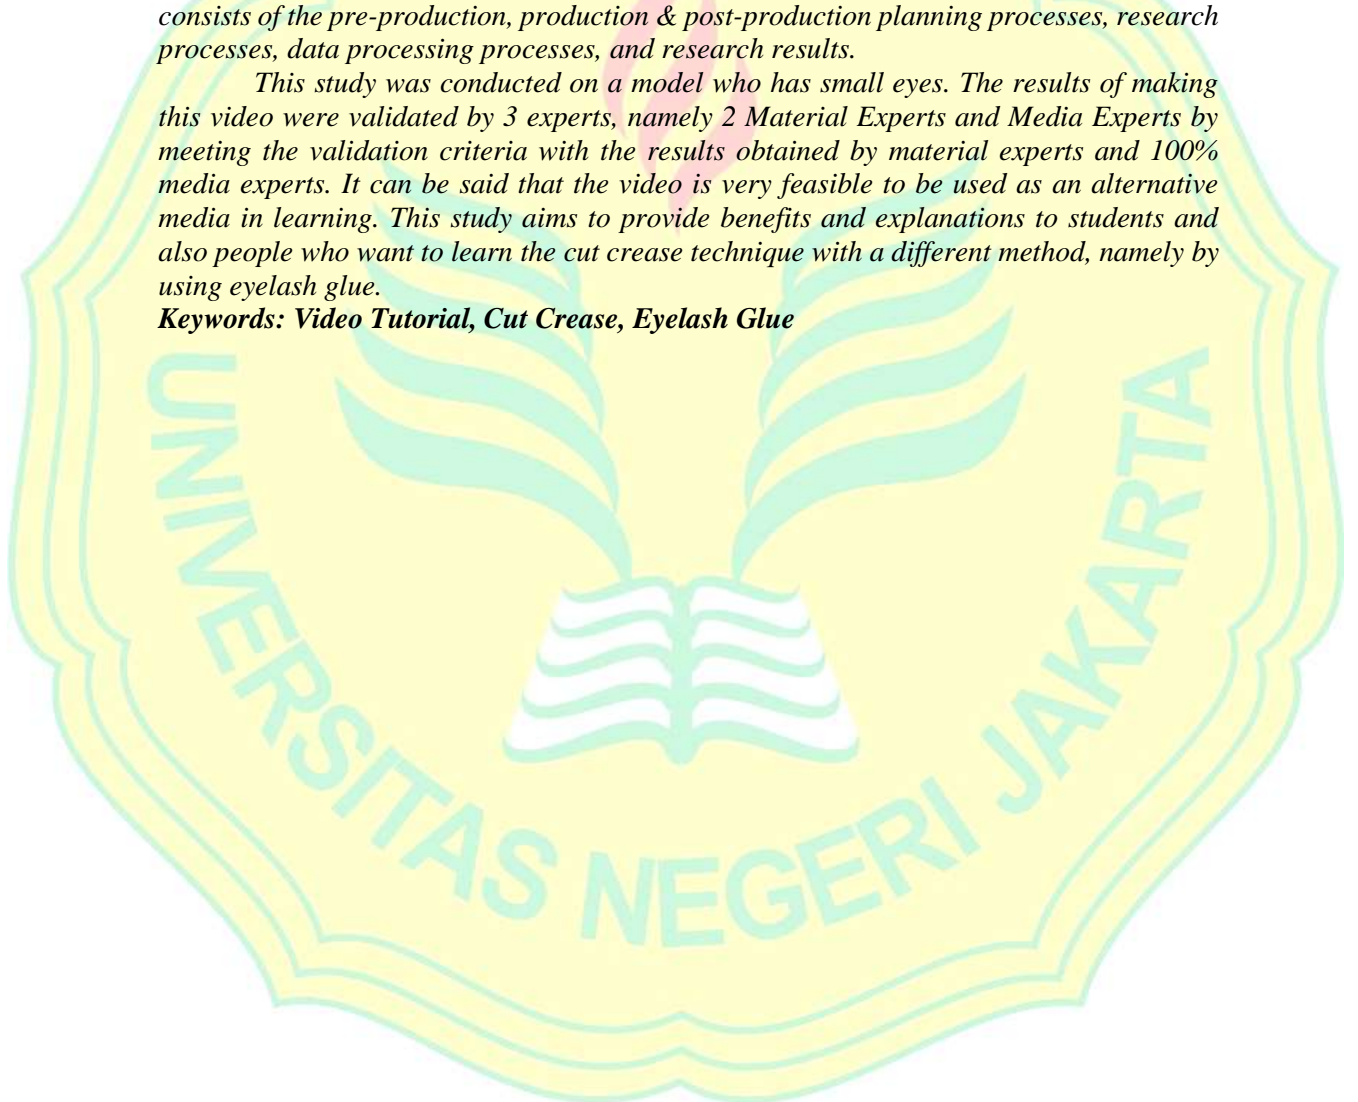 consists of the pre-production, production & post-production planning processes, research
processes, data processing processes, and research results.
This study was conducted on a model who has small eyes. The results of making
this video were validated by 3 experts, namely 2 Material Experts and Media Experts by
meeting the validation criteria with the results obtained by material experts and 100%
media experts. It can be said that the video is very feasible to be used as an alternative
media in learning. This study aims to provide benefits and explanations to students and
also people who want to learn the cut crease technique with a different method, namely by
using eyelash glue.
Keywords: Video Tutorial, Cut Crease, Eyelash Glue
UNIVERSITAS NEGERI JAKARTA